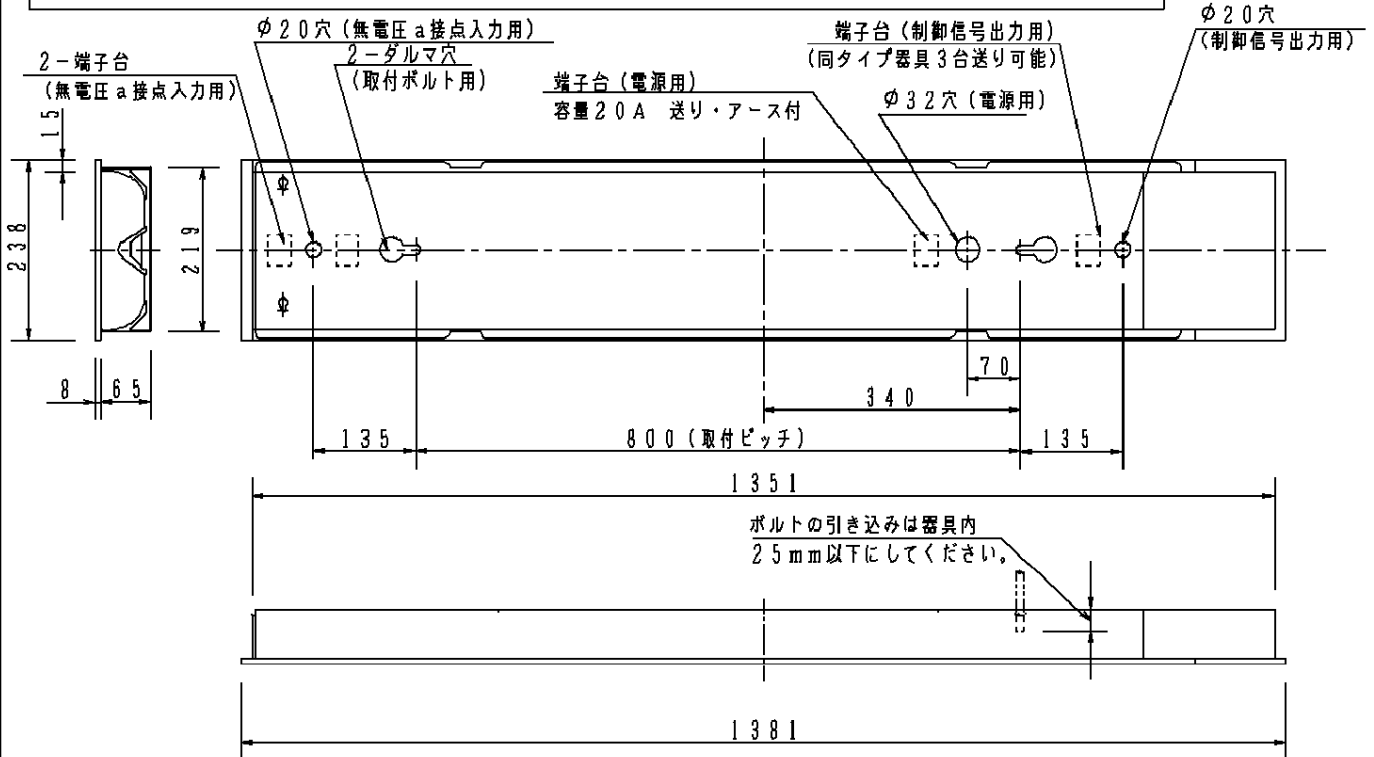 φ20穴(無電圧a接点入力用)
2-ダルマ穴
(取付ボルト用)
2-端子台
(無電圧a接点入力用)
端子台(電源用)
容量20A 送り・アース付
端子台(制御信号出力用)
(同タイプ器具3台送り可能)
φ32穴(電源用)
φ20穴
(制御信号出力用)
15
238
219
8
65
70
340
135
800(取付ピッチ)
135
1351
ボルトの引き込みは器具内
25mm以下にしてください。
1381